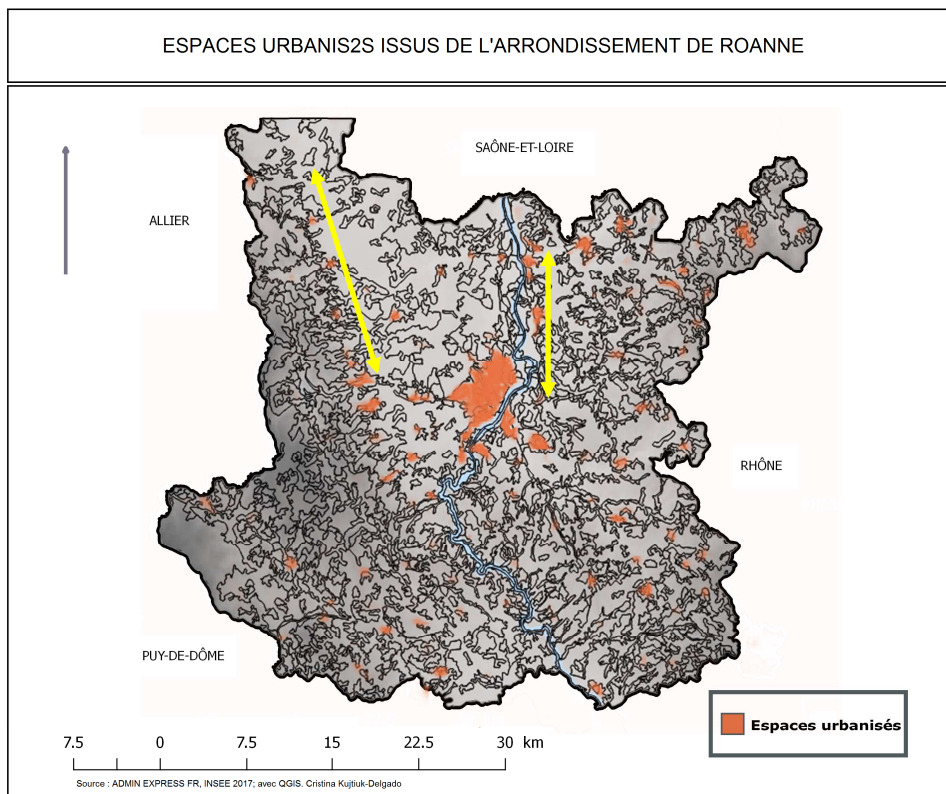 ESPACES URBANIS2S ISSUS DE L'ARRONDISSEMENT DE ROANNE
SAÔNE-ET-LOIRE
ALLIER
RHÔNE
PUY-DE-DÔME
Espaces urbanisés
7.5 0 7.5 15 22.5 30 km
Source : ADMIN EXPRESS FR, INSEE 2017; avec QGIS. Cristina Kujtiuk-Delgado